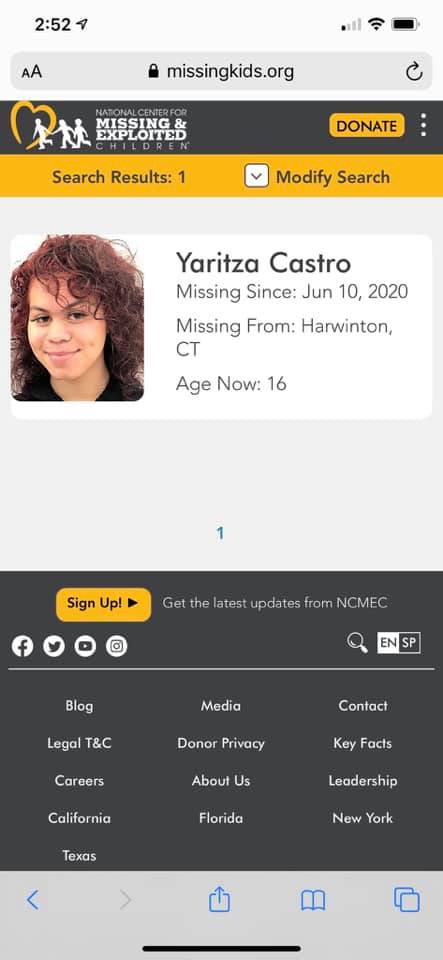 2:52
AA missingkids.org
NATIONAL CENTER FOR
MISSING &
EXPLOITED
CHILDREN
DONATE
Search Results: 1 Modify Search
Yaritza Castro
Missing Since: Jun 10, 2020
Missing From: Harwinton,
CT
Age Now: 16
1
Sign Up! Get the latest updates from NCMEC
EN SP
Blog Media Contact
Legal T&C Donor Privacy Key Facts
Careers About Us Leadership
California Florida New York
Texas